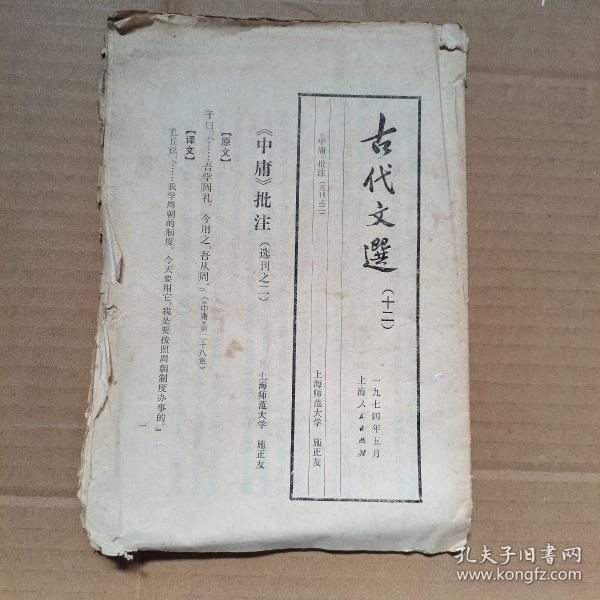 古代文選（十二）
一九七四年五月
上海人民出版社
《中庸》批注（选刊之二）
上海师范大学 施正友
《中庸》批注（选刊之二）
上海师范大学 施正友
【原文】
子曰：“……吾学周礼，今用之，吾从周。”（《中庸》第二十八章）
【译文】
孔丘说：“……我学周朝的制度。今天要用它，我是要按照周朝制度办事的。”
一
孔夫子旧书网
www.kongfz.com